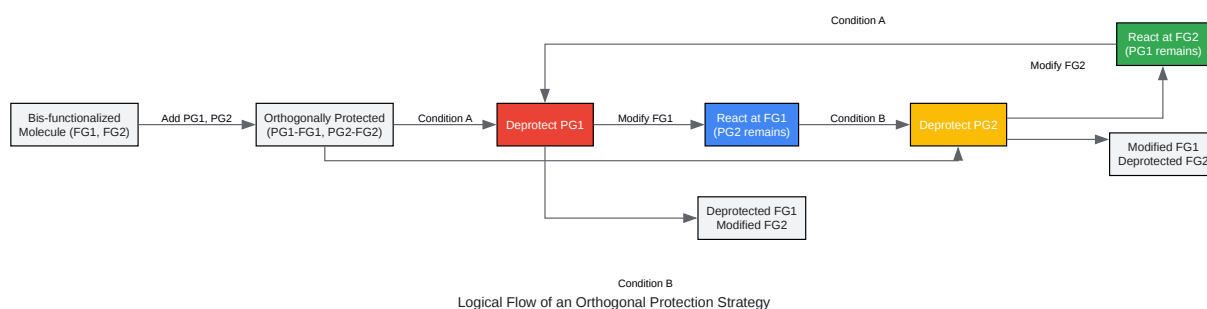 Condition A
React at FG2
(PG1 remains)
Modify FG2
Bis-functionalized
Molecule (FG1, FG2)
Add PG1, PG2
Orthogonally Protected
(PG1-FG1, PG2-FG2)
Condition A
Deprotect PG1
Modify FG1
React at FG1
(PG2 remains)
Condition B
Deprotect PG2
Modified FG1
Deprotected FG2
Deprotected FG1
Modified FG2
Condition B
Logical Flow of an Orthogonal Protection Strategy